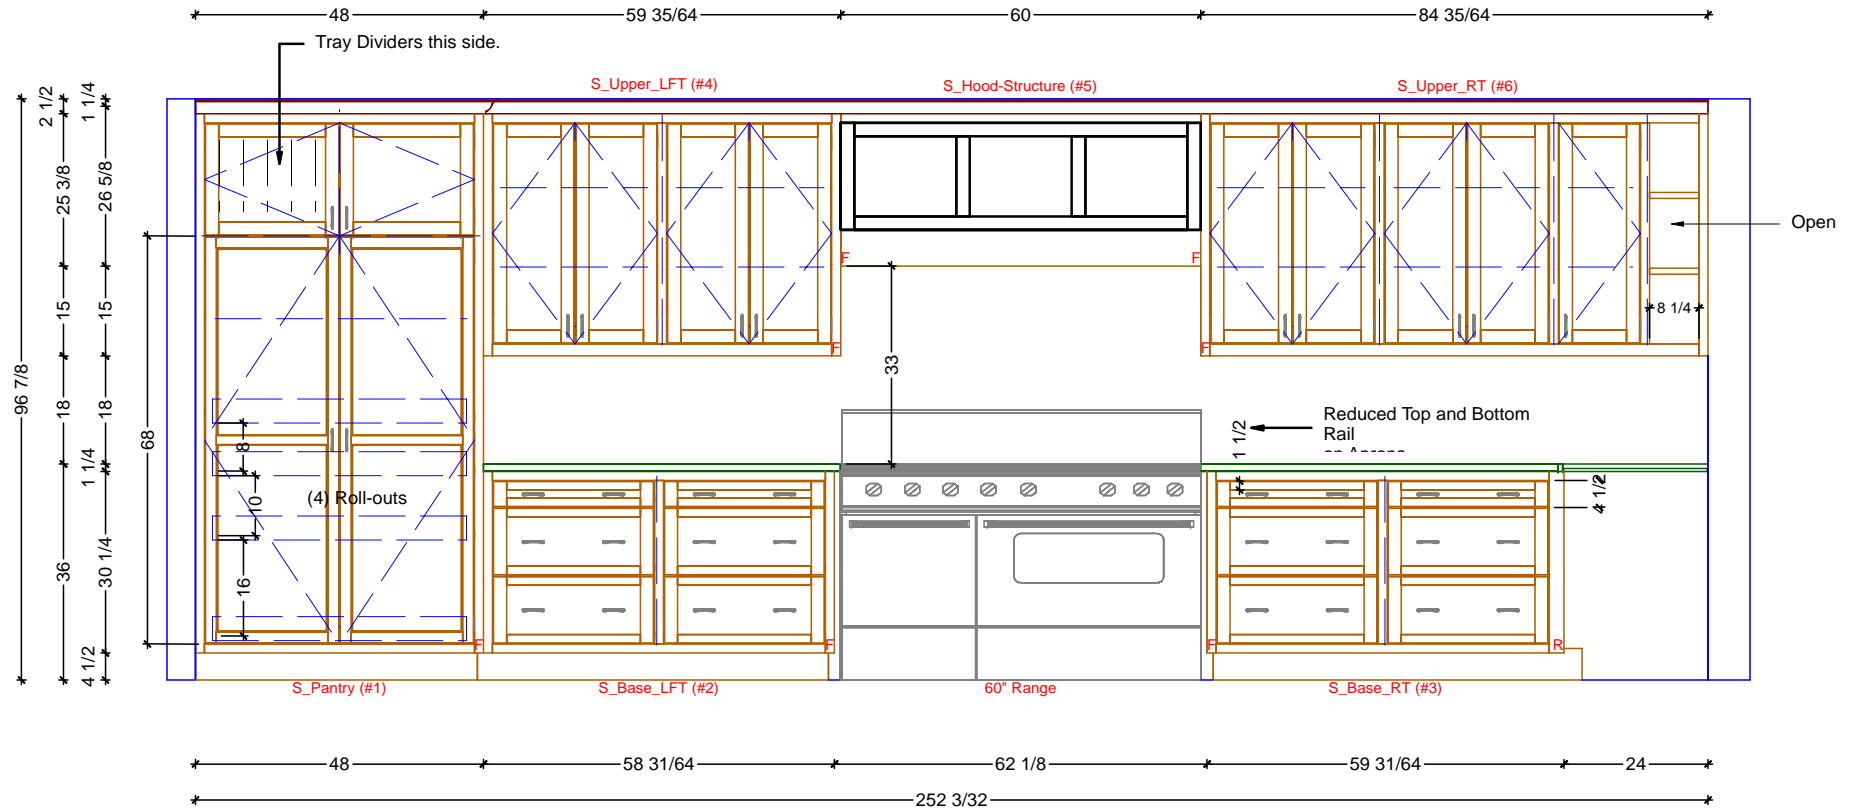 48
59 35/64
60
84 35/64
Tray Dividers this side.
S_Upper_LFT (#4)
S_Hood-Structure (#5)
S_Upper_RT (#6)
2 1/2
1 1/4
25 3/8
26 5/8
Open
F
F
15
15
8 1/4
F
F
33
96 7/8
18
18
68
Reduced Top and Bottom
Rail
on Aprons
1 1/2
8
1 1/4
(4) Roll-outs
10
36
30 1/4
16
F
F
F
R
4 1/2
S_Pantry (#1)
S_Base_LFT (#2)
60" Range
S_Base_RT (#3)
48
58 31/64
62 1/8
59 31/64
24
252 3/32